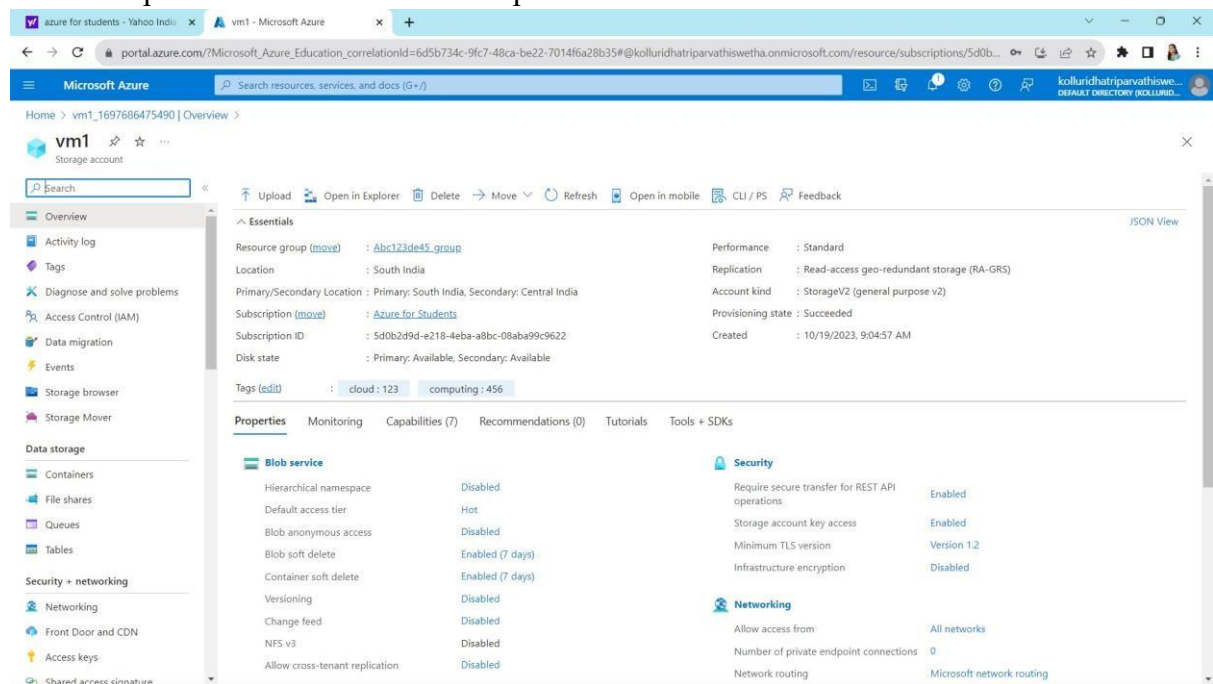 azure for students - Yahoo India
vm1 - Microsoft Azure
portal.azure.com/?Microsoft_Azure_Education_correlationId=6d5b734c-9fc7-48ca-be22-7014f6a28b35#@kolluridhatriparvathiswetha.onmicrosoft.com/resource/subscriptions/5d0b...
Microsoft Azure
Search resources, services, and docs (G+/)
kolluridhatriparvathiswe...
DEFAULT DIRECTORY (KOLLURID...
Home > vm1_1697686475490 | Overview >
vm1
Storage account
Search
Overview
Activity log
Tags
Diagnose and solve problems
Access Control (IAM)
Data migration
Events
Storage browser
Storage Mover
Data storage
Containers
File shares
Queues
Tables
Security + networking
Networking
Front Door and CDN
Access keys
Shared access signature
Upload Open in Explorer Delete Move Refresh Open in mobile CLI / PS Feedback
Essentials
JSON View
Resource group (move) : Abc123de45_group
Location : South India
Primary/Secondary Location : Primary: South India, Secondary: Central India
Subscription (move) : Azure for Students
Subscription ID : 5d0b2d9d-e218-4eba-a8bc-08aba99c9622
Disk state : Primary: Available, Secondary: Available
Performance : Standard
Replication : Read-access geo-redundant storage (RA-GRS)
Account kind : StorageV2 (general purpose v2)
Provisioning state : Succeeded
Created : 10/19/2023, 9:04:57 AM
Tags (edit) : cloud : 123 computing : 456
Properties Monitoring Capabilities (7) Recommendations (0) Tutorials Tools + SDKs
Blob service
Hierarchical namespace Disabled
Default access tier Hot
Blob anonymous access Disabled
Blob soft delete Enabled (7 days)
Container soft delete Enabled (7 days)
Versioning Disabled
Change feed Disabled
NFS v3 Disabled
Allow cross-tenant replication Disabled
Security
Require secure transfer for REST API
operations Enabled
Storage account key access Enabled
Minimum TLS version Version 1.2
Infrastructure encryption Disabled
Networking
Allow access from All networks
Number of private endpoint connections 0
Network routing Microsoft network routing